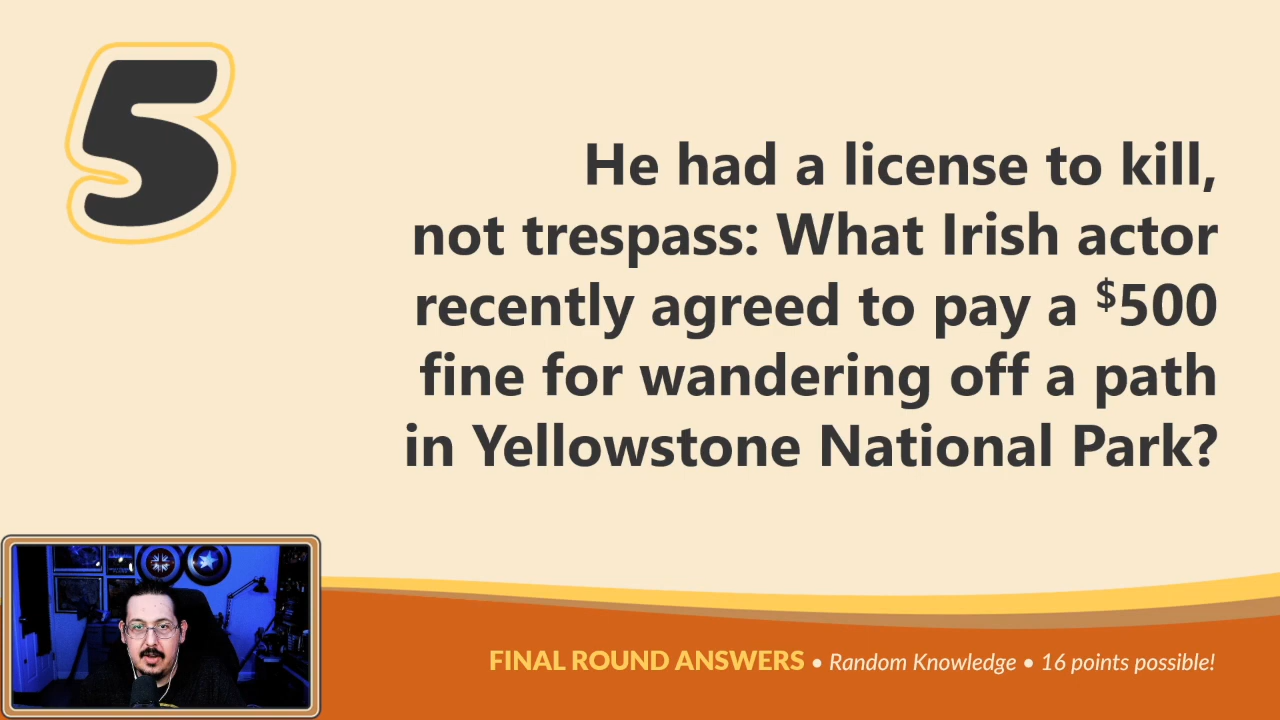 5
He had a license to kill,
not trespass: What Irish actor
recently agreed to pay a $500
fine for wandering off a path
in Yellowstone National Park?
FINAL ROUND ANSWERS • Random Knowledge • 16 points possible!